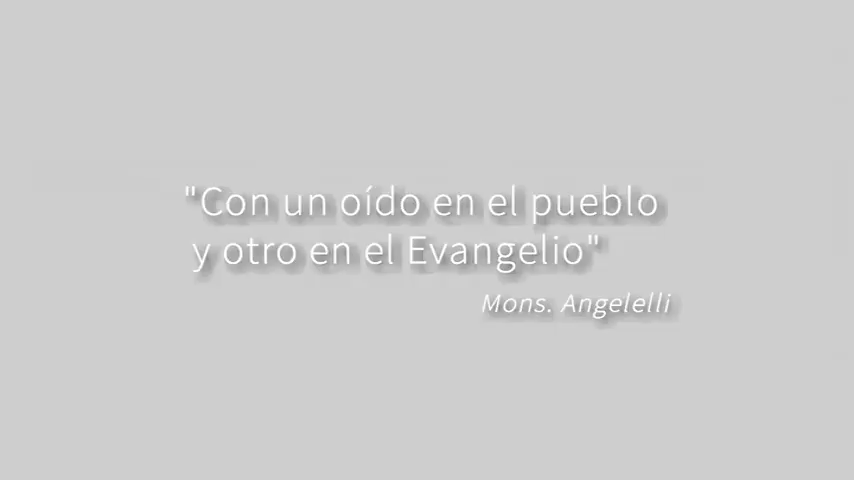 "Con un oído en el pueblo
y otro en el Evangelio"
Mons. Angelelli